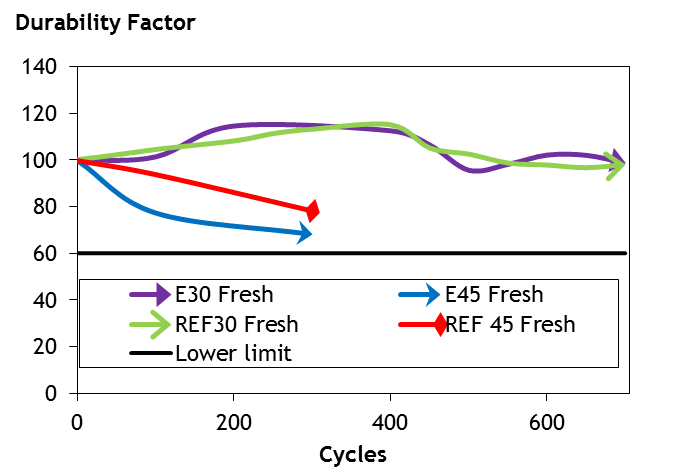 Durability Factor
140
120
100
80
60
40
20
0
E30 Fresh
E45 Fresh
REF30 Fresh
REF 45 Fresh
Lower limit
0 200 400 600
Cycles